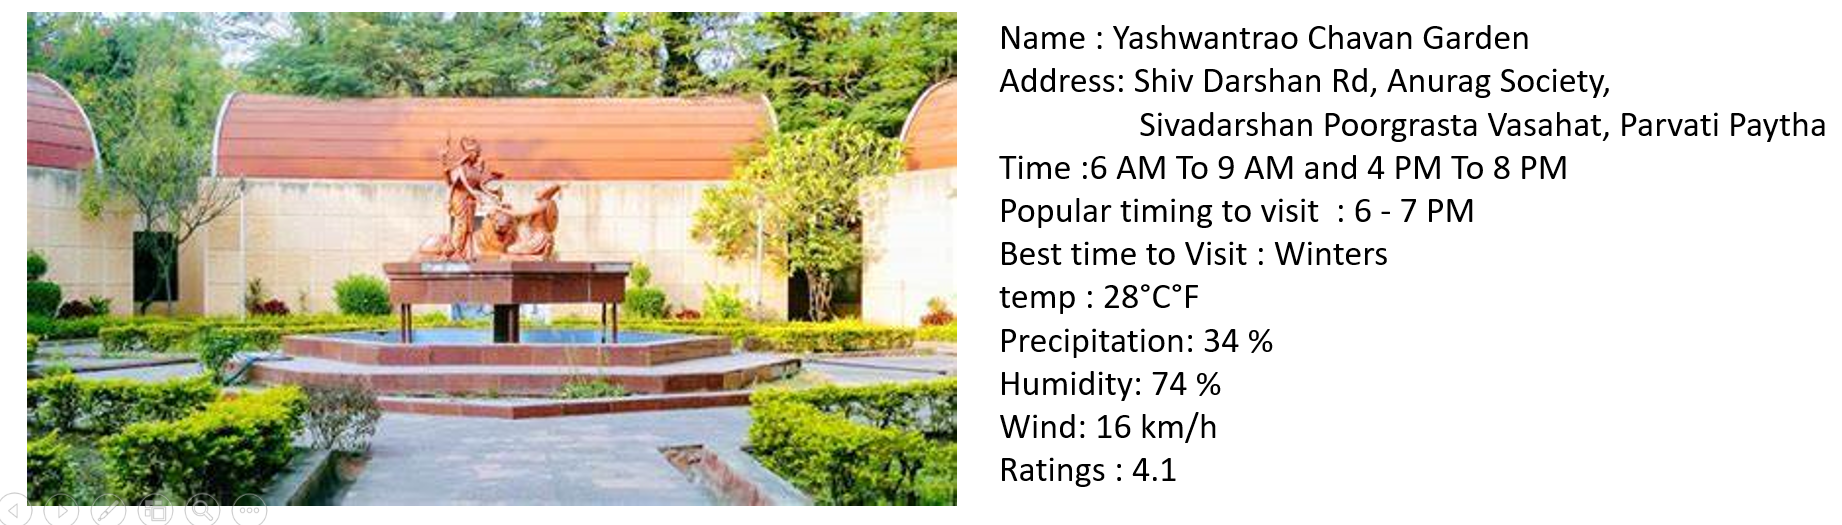 Name : Yashwantrao Chavan Garden
Address: Shiv Darshan Rd, Anurag Society,
Sivadarshan Poorgrasta Vasahat, Parvati Paytha
Time :6 AM To 9 AM and 4 PM To 8 PM
Popular timing to visit  : 6 - 7 PM
Best time to Visit : Winters
temp : 28°C°F
Precipitation: 34 %
Humidity: 74 %
Wind: 16 km/h
Ratings : 4.1